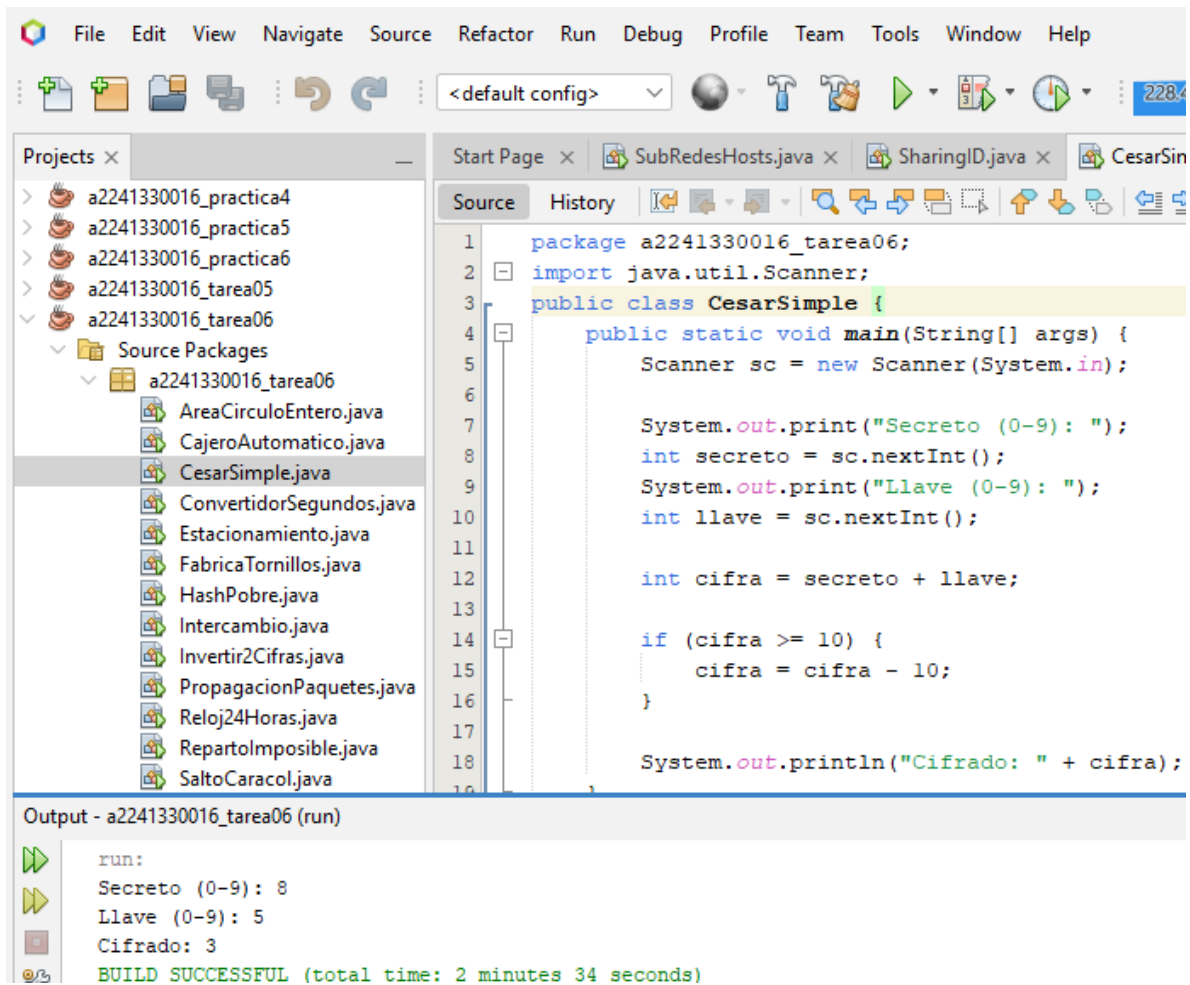 File Edit View Navigate Source Refactor Run Debug Profile Team Tools Window Help
<default config>
228.4
Projects
a2241330016_practica4
a2241330016_practica5
a2241330016_practica6
a2241330016_tarea05
a2241330016_tarea06
Source Packages
a2241330016_tarea06
AreaCirculoEntero.java
CajeroAutomatico.java
CesarSimple.java
ConvertidorSegundos.java
Estacionamiento.java
FabricaTornillos.java
HashPobre.java
Intercambio.java
Invertir2Cifras.java
PropagacionPaquetes.java
Reloj24Horas.java
RepartoImposible.java
SaltoCaracol.java
Start Page SubRedesHosts.java SharingID.java CesarSim
Source History
1 package a2241330016_tarea06;
2 import java.util.Scanner;
3 public class CesarSimple {
4 public static void main(String[] args) {
5 Scanner sc = new Scanner(System.in);
6
7 System.out.print("Secreto (0-9): ");
8 int secreto = sc.nextInt();
9 System.out.print("Llave (0-9): ");
10 int llave = sc.nextInt();
11
12 int cifra = secreto + llave;
13
14 if (cifra >= 10) {
15 cifra = cifra - 10;
16 }
17
18 System.out.println("Cifrado: " + cifra);
19 }
Output - a2241330016_tarea06 (run)
run:
Secreto (0-9): 8
Llave (0-9): 5
Cifrado: 3
BUILD SUCCESSFUL (total time: 2 minutes 34 seconds)